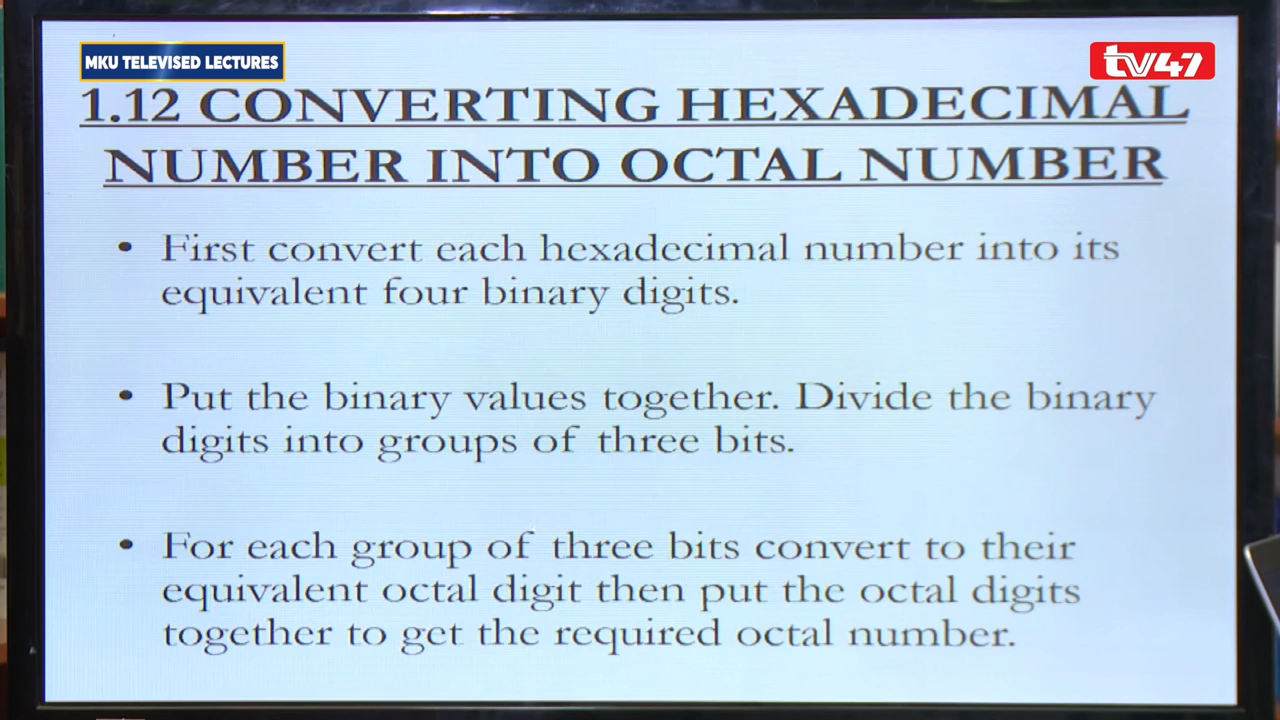 MKU TELEVISED LECTURES
tv47
1.12 CONVERTING HEXADECIMAL
NUMBER INTO OCTAL NUMBER
• First convert each hexadecimal number into its
equivalent four binary digits.
• Put the binary values together. Divide the binary
digits into groups of three bits.
• For each group of three bits convert to their
equivalent octal digit then put the octal digits
together to get the required octal number.